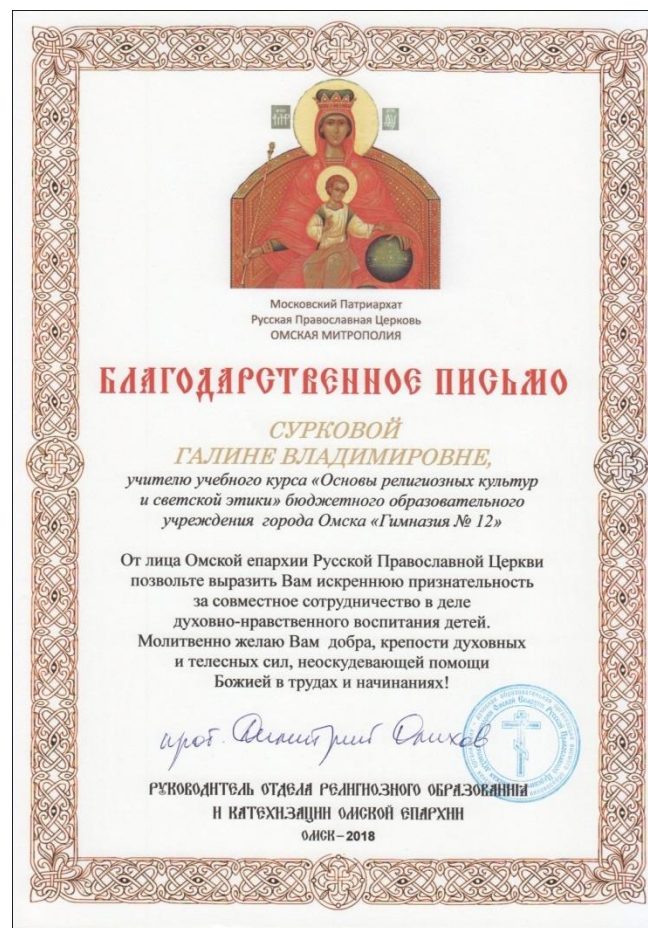 Московский Патриархат
Русская Православная Церковь
ОМСКАЯ МИТРОПОЛИЯ
БЛАГОДАРСТВЕННОЕ ПИСЬМО
СУРКОВОЙ
ГАЛИНЕ ВЛАДИМИРОВНЕ,
учителю учебного курса «Основы религиозных культур
и светской этики» бюджетного образовательного
учреждения города Омска «Гимназия № 12»
От лица Омской епархии Русской Православной Церкви
позвольте выразить Вам искреннюю признательность
за совместное сотрудничество в деле
духовно-нравственного воспитания детей.
Молитвенно желаю Вам добра, крепости духовных
и телесных сил, неоскудевающей помощи
Божией в трудах и начинаниях!
прот. Димитрий
РУКОВОДИТЕЛЬ ОТДЕЛА РЕЛИГИОЗНОГО ОБРАЗОВАНИЯ
И КАТЕХИЗАЦИИ ОМСКОЙ ЕПАРХИИ
ОМСК – 2018